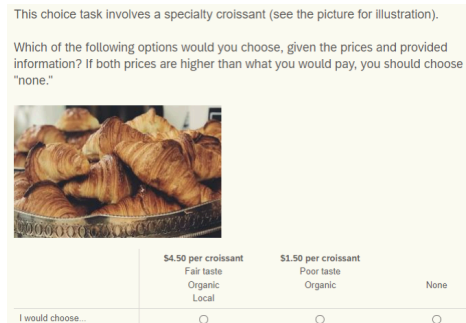 This choice task involves a specialty croissant (see the picture for illustration).
Which of the following options would you choose, given the prices and provided
information? If both prices are higher than what you would pay, you should choose
"none."
$4.50 per croissant $1.50 per croissant
Fair taste Poor taste
Organic Organic None
Local
I would choose...